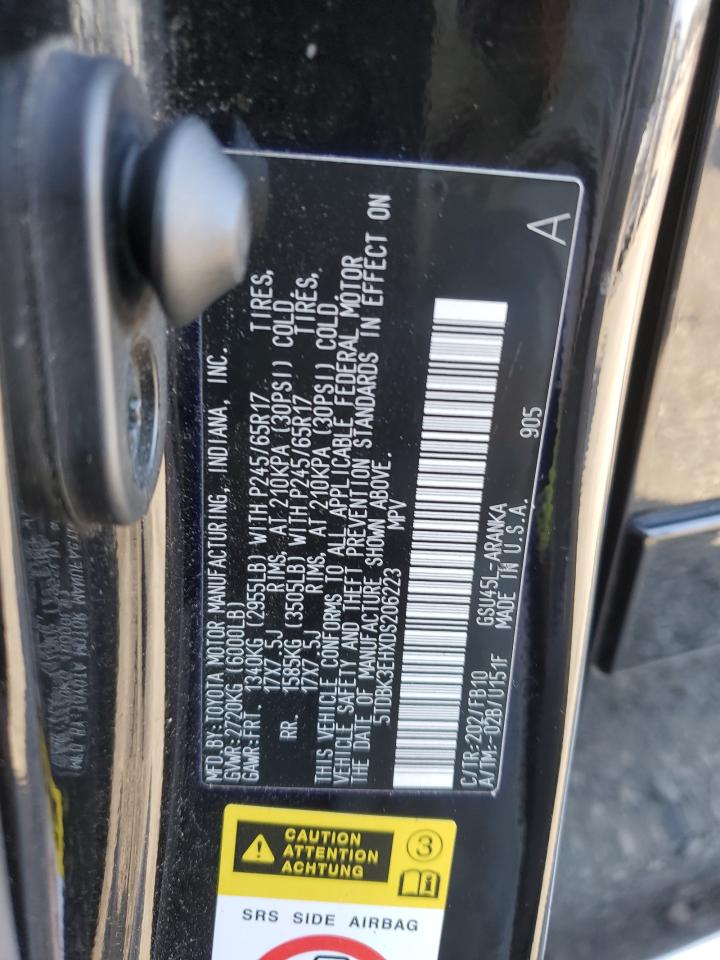 MFD.BY:TOYOTA MOTOR MANUFACTURING, INDIANA, INC.
GVWR:2720KG (6000LB)
GAWR:FRT. 1340KG (2955LB) WITH P245/65R17 TIRES,
17X7.5J RIMS, AT 210KPA (30PSI) COLD.
RR. 1585KG (3505LB) WITH P245/65R17 TIRES,
17X7.5J RIMS, AT 210KPA (30PSI) COLD.
THIS VEHICLE CONFORMS TO ALL APPLICABLE FEDERAL MOTOR
VEHICLE SAFETY AND THEFT PREVENTION STANDARDS IN EFFECT ON
THE DATE OF MANUFACTURE SHOWN ABOVE.
5TDBK3EHXDS206223 MPV
C/TR:202/FB10 GSU45L-ARANKA
A/TM:-02B/U151F MADE IN U.S.A.
905
A
CAUTION
ATTENTION
ACHTUNG
3
SRS SIDE AIRBAG